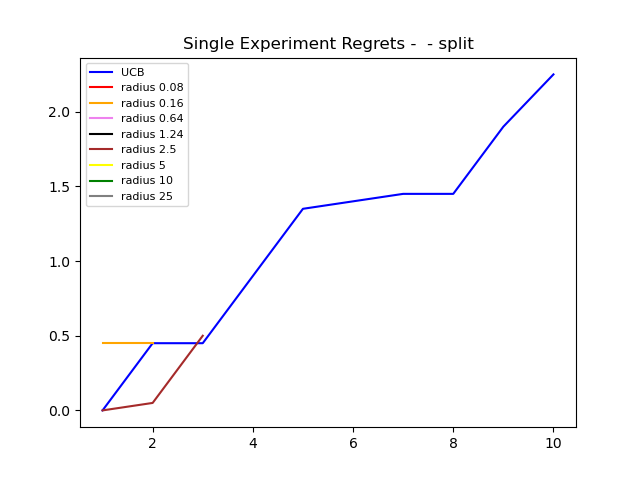 Single Experiment Regrets -  - split
UCB
radius 0.08
radius 0.16
radius 0.64
radius 1.24
radius 2.5
radius 5
radius 10
radius 25
2.0
1.5
1.0
0.5
0.0
2 4 6 8 10